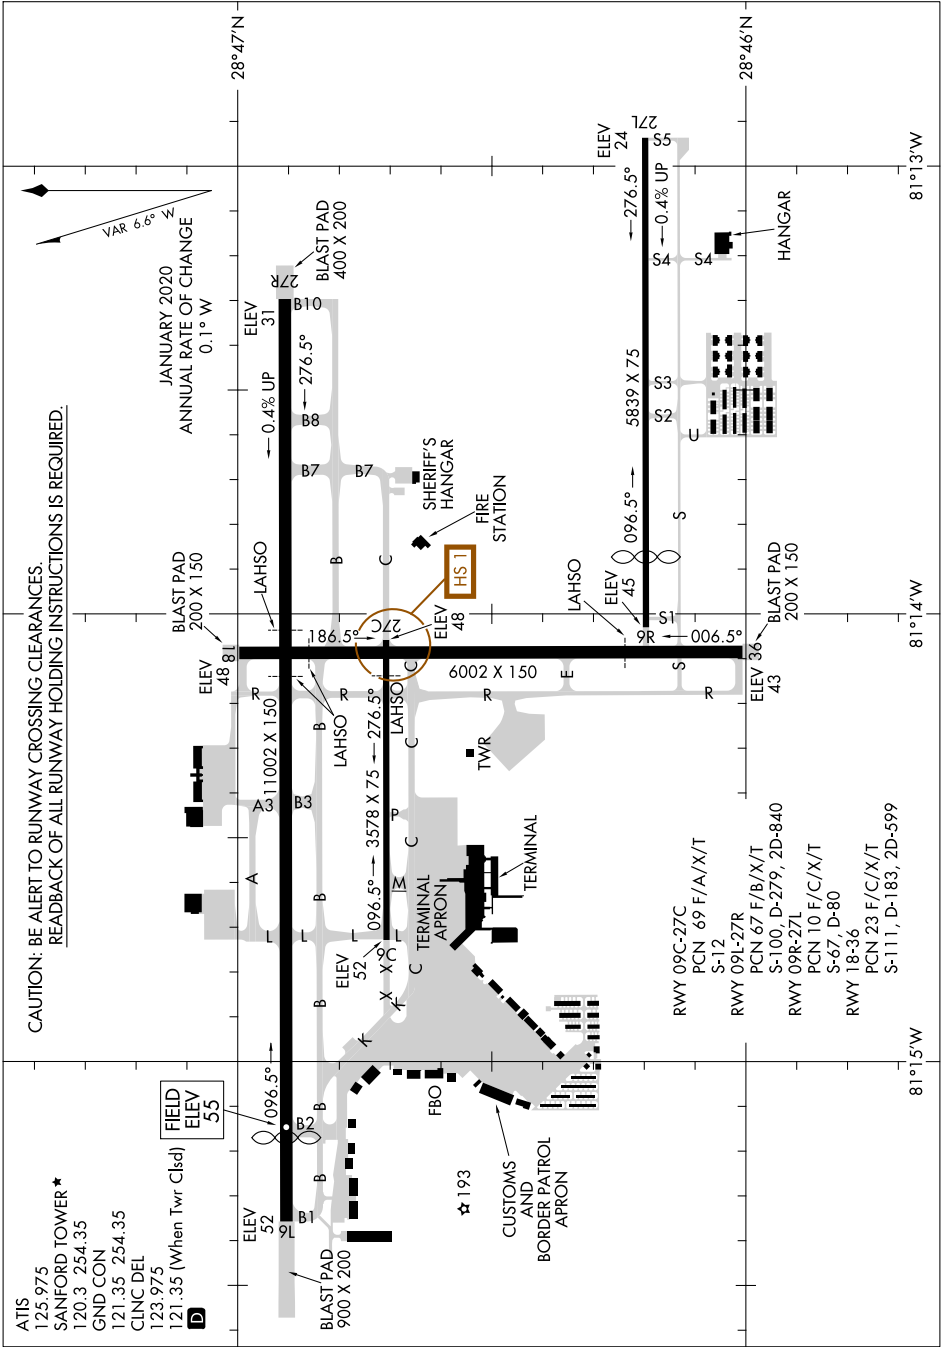 ATIS
125.975
SANFORD TOWER★
120.3 254.35
GND CON
121.35 254.35
CLNC DEL
123.975
121.35 (When Twr Clsd)
D
CAUTION: BE ALERT TO RUNWAY CROSSING CLEARANCES.
READBACK OF ALL RUNWAY HOLDING INSTRUCTIONS IS REQUIRED.
JANUARY 2020
ANNUAL RATE OF CHANGE
0.1° W
VAR 6.6° W
28°47'N
28°46'N
81°15'W
81°14'W
81°13'W
FIELD
ELEV
55
ELEV
52
9L
BLAST PAD
900 X 200
B1
B2
B
B
B
B
B
B
096.5°
11002 X 150
0.4% UP
276.5°
ELEV
31
27R
BLAST PAD
400 X 200
B10
B8
B7
B7
A
A3
B3
L
L
L
L
R
R
R
R
BLAST PAD
200 X 150
ELEV
48
18
LAHSO
LAHSO
LAHSO
LAHSO
186.5°
HS 1
27C
ELEV
48
ELEV
52
9C
X
X
096.5°
3578 X 75
276.5°
K
K
C
C
C
C
C
M
P
TERMINAL
APRON
TERMINAL
TWR
SHERIFF'S
HANGAR
FIRE
STATION
FBO
193
CUSTOMS
AND
BORDER PATROL
APRON
6002 X 150
E
S
S
006.5°
36
ELEV
43
BLAST PAD
200 X 150
ELEV
45
9R
S1
096.5°
5839 X 75
276.5°
0.4% UP
ELEV
24
27L
S5
S4
S4
S3
S2
U
HANGAR
RWY 09C-27C
PCN 69 F/A/X/T
S-12
RWY 09L-27R
PCN 67 F/B/X/T
S-100, D-279, 2D-840
RWY 09R-27L
PCN 10 F/C/X/T
S-67, D-80
RWY 18-36
PCN 23 F/C/X/T
S-111, D-183, 2D-599